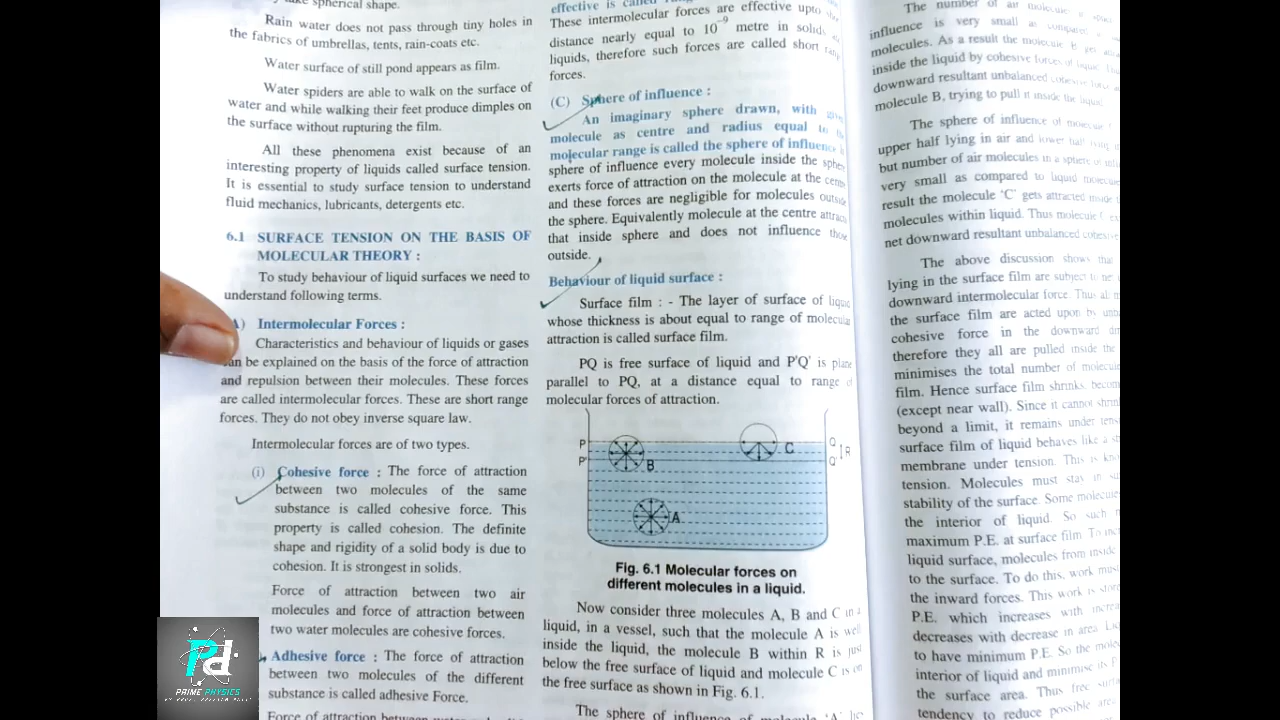 spherical shape.
Rain water does not pass through tiny holes in
the fabrics of umbrellas, tents, rain-coats etc.
Water surface of still pond appears as film.
Water spiders are able to walk on the surface of
water and while walking their feet produce dimples on
the surface without rupturing the film.
All these phenomena exist because of an
interesting property of liquids called surface tension.
It is essential to study surface tension to understand
fluid mechanics, lubricants, detergents etc.
6.1 SURFACE TENSION ON THE BASIS OF
MOLECULAR THEORY :
To study behaviour of liquid surfaces we need to
understand following terms.
Intermolecular Forces :
Characteristics and behaviour of liquids or gases
be explained on the basis of the force of attraction
and repulsion between their molecules. These forces
are called intermolecular forces. These are short range
forces. They do not obey inverse square law.
Intermolecular forces are of two types.
(i) Cohesive force : The force of attraction
between two molecules of the same
substance is called cohesive force. This
property is called cohesion. The definite
shape and rigidity of a solid body is due to
cohesion. It is strongest in solids.
Force of attraction between two air
molecules and force of attraction between
two water molecules are cohesive forces.
Adhesive force : The force of attraction
between two molecules of the different
substance is called adhesive Force.
Force of attraction between
Pd
PRIME PHYSICS
effective is called
These intermolecular forces are effective upto
distance nearly equal to 10⁻⁹ metre in solids
liquids, therefore such forces are called short
forces.
(C) Sphere of influence :
An imaginary sphere drawn, with
molecule as centre and radius equal to
molecular range is called the sphere of influence
sphere of influence every molecule inside the sphere
exerts force of attraction on the molecule at the
and these forces are negligible for molecules outside
the sphere. Equivalently molecule at the centre
that inside sphere and does not influence
outside.
Behaviour of liquid surface :
Surface film : - The layer of surface of liquid
whose thickness is about equal to range of molecular
attraction is called surface film.
PQ is free surface of liquid and P'Q' is plane
parallel to PQ, at a distance equal to range
molecular forces of attraction.
P
P'
B
C
A
Q
Q'
R
Fig. 6.1 Molecular forces on
different molecules in a liquid.
Now consider three molecules A, B and C in a
liquid, in a vessel, such that the molecule A is well
inside the liquid, the molecule B within R is just
below the free surface of liquid and molecule C is on
the free surface as shown in Fig. 6.1.
The sphere of influence of molecule 'A'
The number of air
influence is very small as compared
molecules. As a result the molecule B
inside the liquid by cohesive forces of
downward resultant unbalanced cohesive
molecule B, trying to pull it inside the liquid
The sphere of influence of
upper half lying in air and lower half
but number of air molecules in a sphere of
very small as compared to liquid
result the molecule 'C' gets attracted inside
molecules within liquid. Thus molecule
net downward resultant unbalanced
The above discussion shows that
lying in the surface film are subject to
downward intermolecular force. Thus
the surface film are acted upon by
cohesive force in the downward
therefore they all are pulled inside the
minimises the total number of
film. Hence surface film shrinks,
(except near wall). Since it cannot
beyond a limit, it remains under
surface film of liquid behaves like a
membrane under tension. This is
tension. Molecules must stay in
stability of the surface. Some
the interior of liquid. So such
maximum P.E. at surface film. To
liquid surface, molecules from inside
to the surface. To do this, work must
the inward forces. This work is
P.E. which increases with
decreases with decrease in area.
to have minimum P.E. So the
interior of liquid and minimise its
the surface area. Thus free
tendency to reduce possible